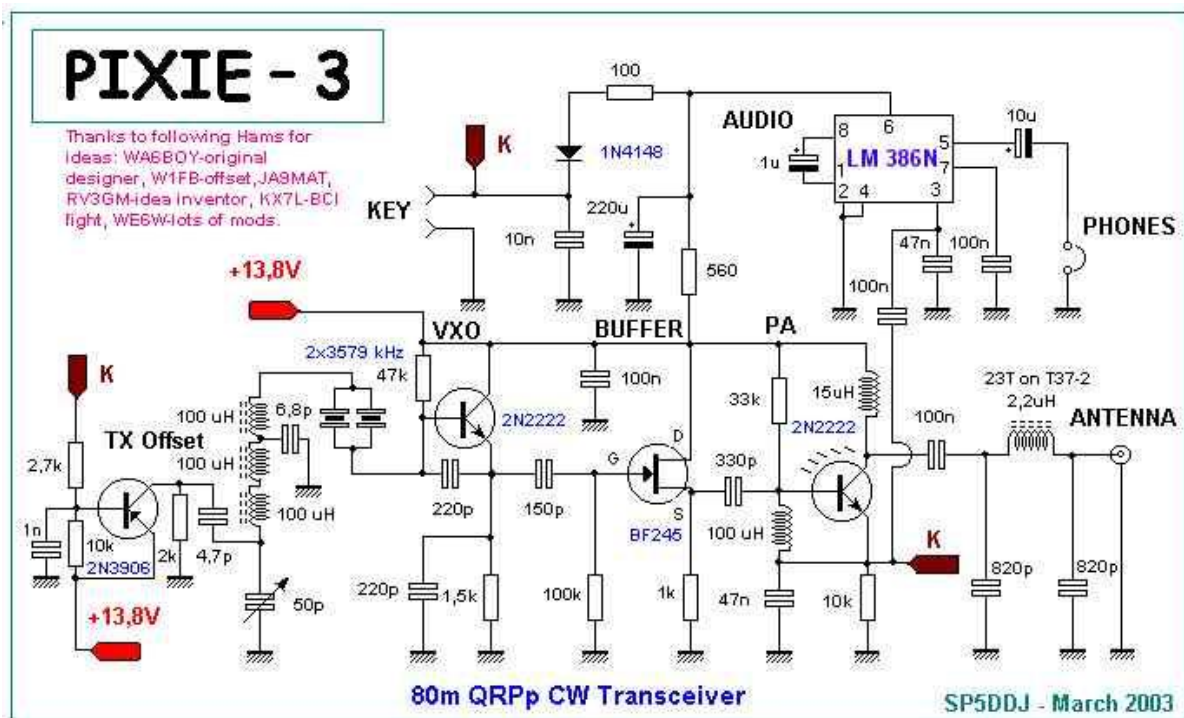 PIXIE - 3
Thanks to following Hams for
ideas: WA6BOY-original
designer, W1FB-offset,JA9MAT,
RV3GM-idea inventor, KX7L-BCI
fight, WE6W-lots of mods.
100
K
1N4148
KEY
10n
220u
AUDIO
1u
8
1
2
4
6
5
7
3
LM 386N
10u
PHONES
47n
100n
100n
560
+13,8V
VXO
BUFFER
PA
2x3579 kHz
47k
2N2222
100n
33k
15uH
2N2222
100n
23T on T37-2
2,2uH
ANTENNA
K
100 uH
6,8p
TX Offset
100 uH
100 uH
2,7k
1n
10k
2N3906
2k
4,7p
50p
+13,8V
220p
150p
G
D
S
BF245
330p
100 uH
K
220p
1,5k
100k
1k
47n
10k
820p
820p
80m QRPp CW Transceiver
SP5DDJ - March 2003